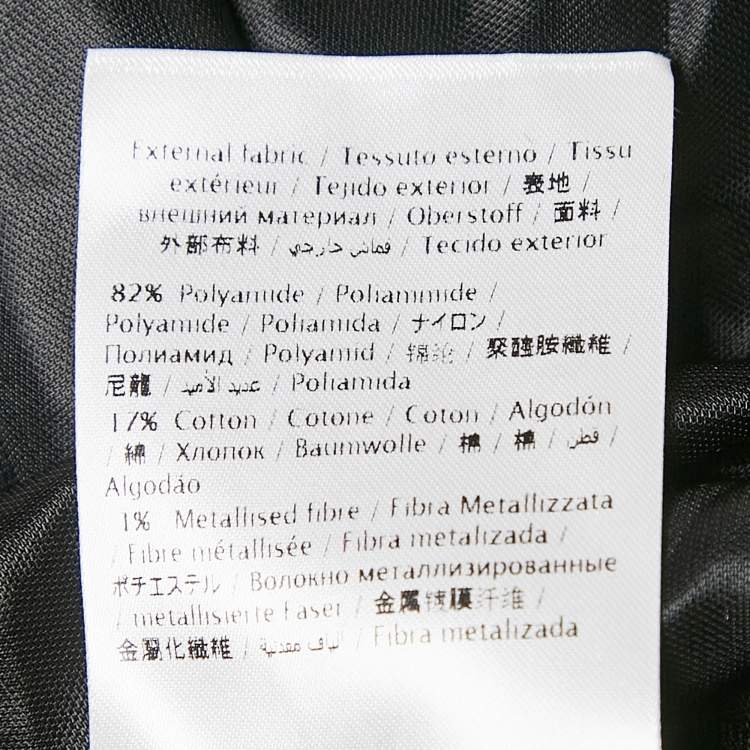 External fabric / Tessuto esterno / Tissu
extérieur / Tejido exterior / 表地 /
внешний материал / Oberstoff / 面料 /
外部布料 / قماش خارجي / Tecido exterior
82% Polyamide / Poliammide /
Polyamide / Poliamida / ナイロン /
Полиамид / Polyamid / 锦纶 / 聚醯胺纖維 /
尼龍 / عديد الأميد / Poliamida
17% Cotton / Cotone / Coton / Algodón
/ 綿 / Хлопок / Baumwolle / 棉 / 棉 / قطن /
Algodáo
1% Metallised fibre / Fibra Metallizzata
/ Fibre métallisée / Fibra metalizada /
ポチエステル / Волокно металлизированные
/ metallisierte Faser / 金属镀膜纤维 /
金屬化纖維 / ألياف معدنية / Fibra metalizada